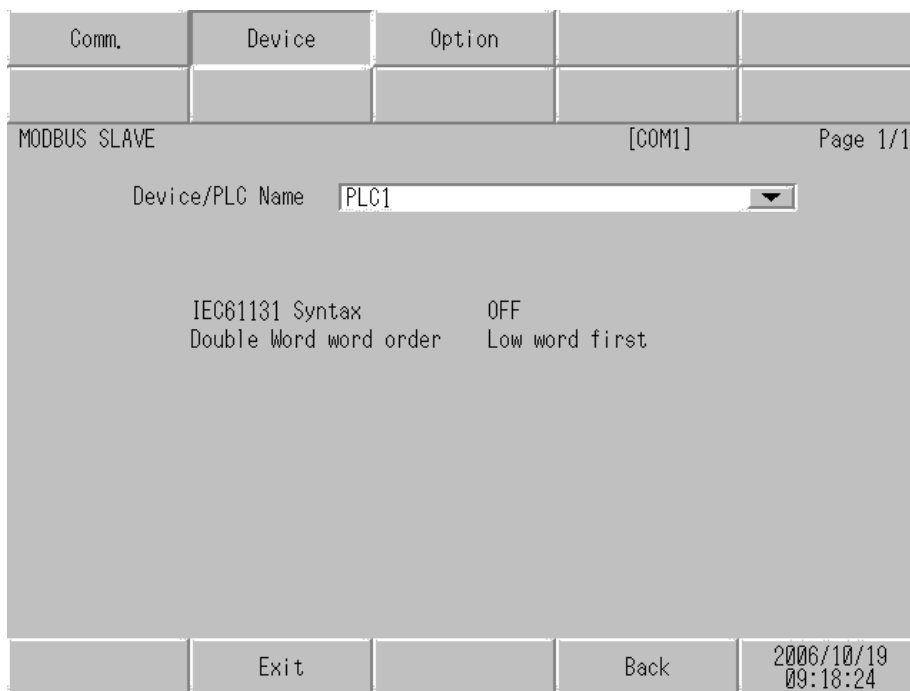 Comm. Device Option
MODBUS SLAVE [COM1] Page 1/1
Device/PLC Name PLC1
IEC61131 Syntax OFF
Double Word word order Low word first
Exit Back 2006/10/19
09:18:24